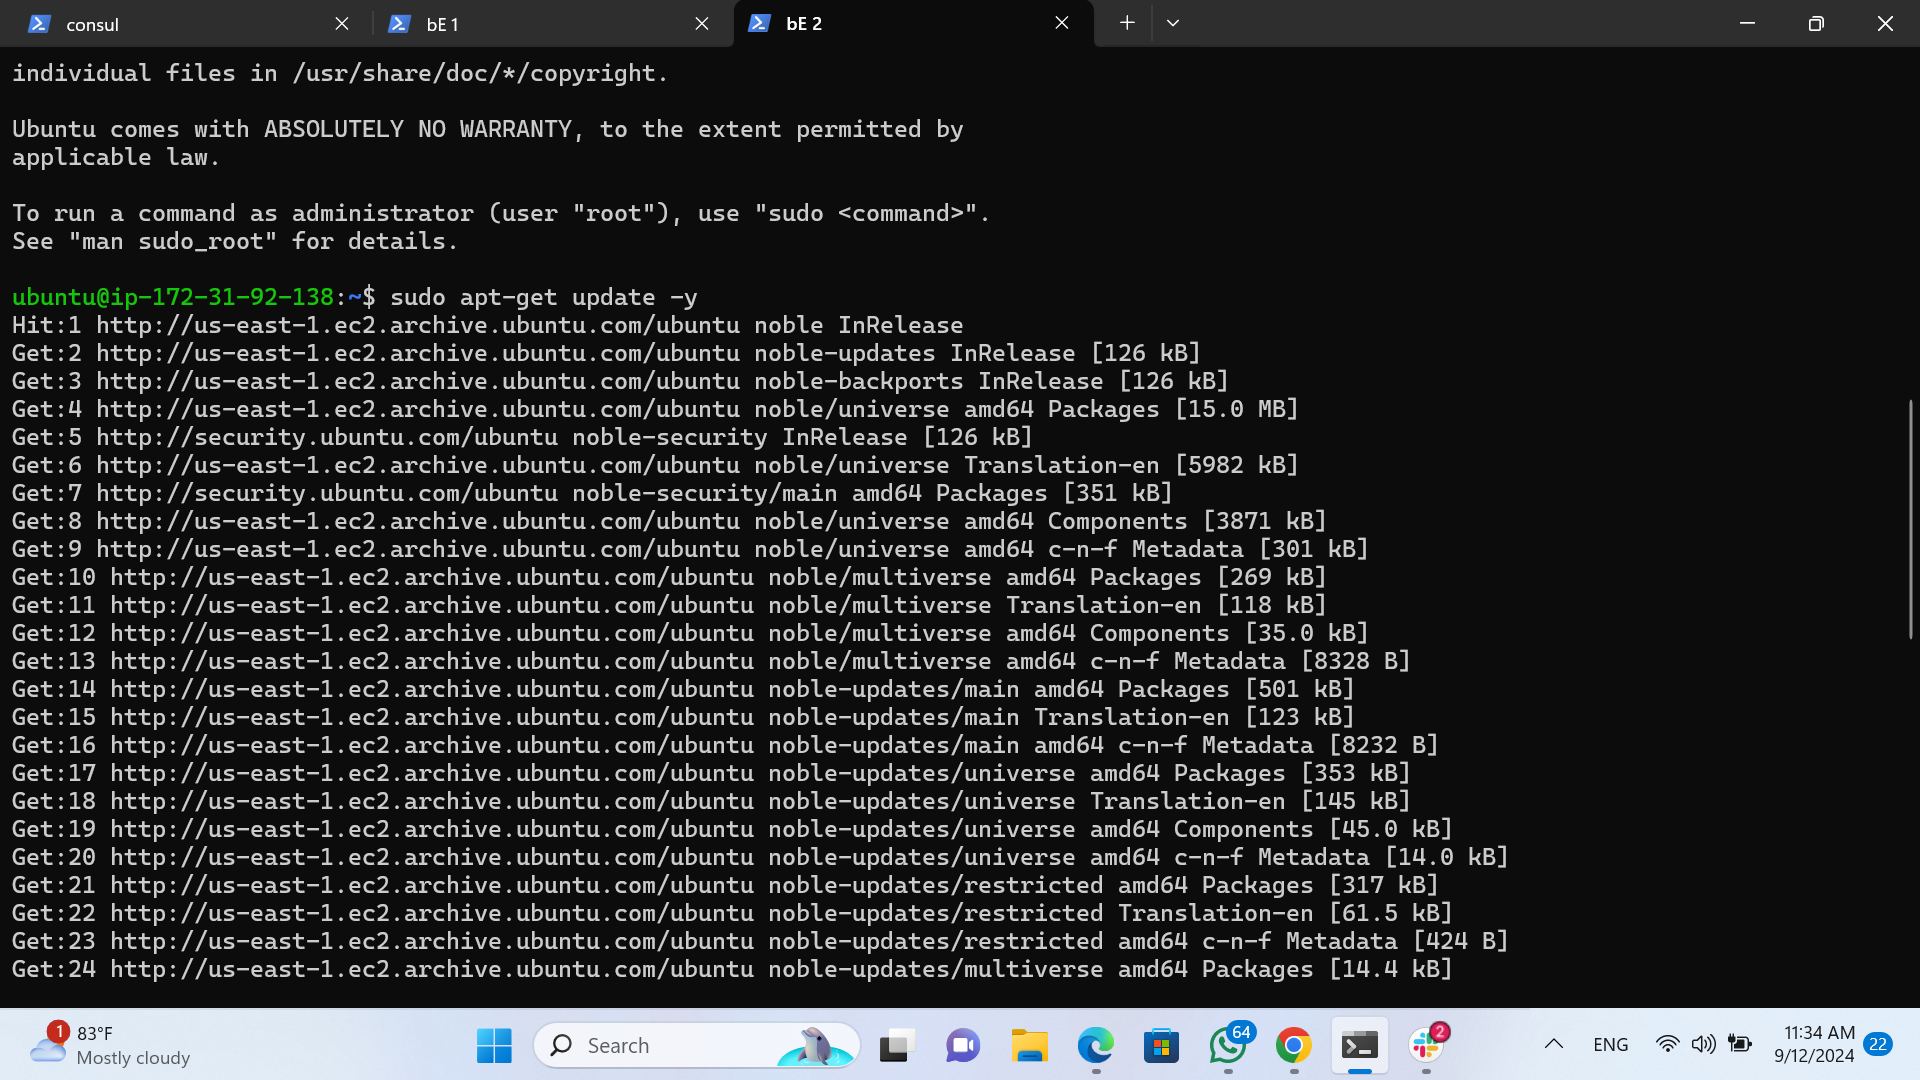 consul
bE 1
bE 2
individual files in /usr/share/doc/*/copyright.
Ubuntu comes with ABSOLUTELY NO WARRANTY, to the extent permitted by
applicable law.
To run a command as administrator (user "root"), use "sudo <command>".
See "man sudo_root" for details.
ubuntu@ip-172-31-92-138:~$ sudo apt-get update -y
Hit:1 http://us-east-1.ec2.archive.ubuntu.com/ubuntu noble InRelease
Get:2 http://us-east-1.ec2.archive.ubuntu.com/ubuntu noble-updates InRelease [126 kB]
Get:3 http://us-east-1.ec2.archive.ubuntu.com/ubuntu noble-backports InRelease [126 kB]
Get:4 http://us-east-1.ec2.archive.ubuntu.com/ubuntu noble/universe amd64 Packages [15.0 MB]
Get:5 http://security.ubuntu.com/ubuntu noble-security InRelease [126 kB]
Get:6 http://us-east-1.ec2.archive.ubuntu.com/ubuntu noble/universe Translation-en [5982 kB]
Get:7 http://security.ubuntu.com/ubuntu noble-security/main amd64 Packages [351 kB]
Get:8 http://us-east-1.ec2.archive.ubuntu.com/ubuntu noble/universe amd64 Components [3871 kB]
Get:9 http://us-east-1.ec2.archive.ubuntu.com/ubuntu noble/universe amd64 c-n-f Metadata [301 kB]
Get:10 http://us-east-1.ec2.archive.ubuntu.com/ubuntu noble/multiverse amd64 Packages [269 kB]
Get:11 http://us-east-1.ec2.archive.ubuntu.com/ubuntu noble/multiverse Translation-en [118 kB]
Get:12 http://us-east-1.ec2.archive.ubuntu.com/ubuntu noble/multiverse amd64 Components [35.0 kB]
Get:13 http://us-east-1.ec2.archive.ubuntu.com/ubuntu noble/multiverse amd64 c-n-f Metadata [8328 B]
Get:14 http://us-east-1.ec2.archive.ubuntu.com/ubuntu noble-updates/main amd64 Packages [501 kB]
Get:15 http://us-east-1.ec2.archive.ubuntu.com/ubuntu noble-updates/main Translation-en [123 kB]
Get:16 http://us-east-1.ec2.archive.ubuntu.com/ubuntu noble-updates/main amd64 c-n-f Metadata [8232 B]
Get:17 http://us-east-1.ec2.archive.ubuntu.com/ubuntu noble-updates/universe amd64 Packages [353 kB]
Get:18 http://us-east-1.ec2.archive.ubuntu.com/ubuntu noble-updates/universe Translation-en [145 kB]
Get:19 http://us-east-1.ec2.archive.ubuntu.com/ubuntu noble-updates/universe amd64 Components [45.0 kB]
Get:20 http://us-east-1.ec2.archive.ubuntu.com/ubuntu noble-updates/universe amd64 c-n-f Metadata [14.0 kB]
Get:21 http://us-east-1.ec2.archive.ubuntu.com/ubuntu noble-updates/restricted amd64 Packages [317 kB]
Get:22 http://us-east-1.ec2.archive.ubuntu.com/ubuntu noble-updates/restricted Translation-en [61.5 kB]
Get:23 http://us-east-1.ec2.archive.ubuntu.com/ubuntu noble-updates/restricted amd64 c-n-f Metadata [424 B]
Get:24 http://us-east-1.ec2.archive.ubuntu.com/ubuntu noble-updates/multiverse amd64 Packages [14.4 kB]
1
83°F
Mostly cloudy
Search
64
2
ENG
11:34 AM
9/12/2024
22